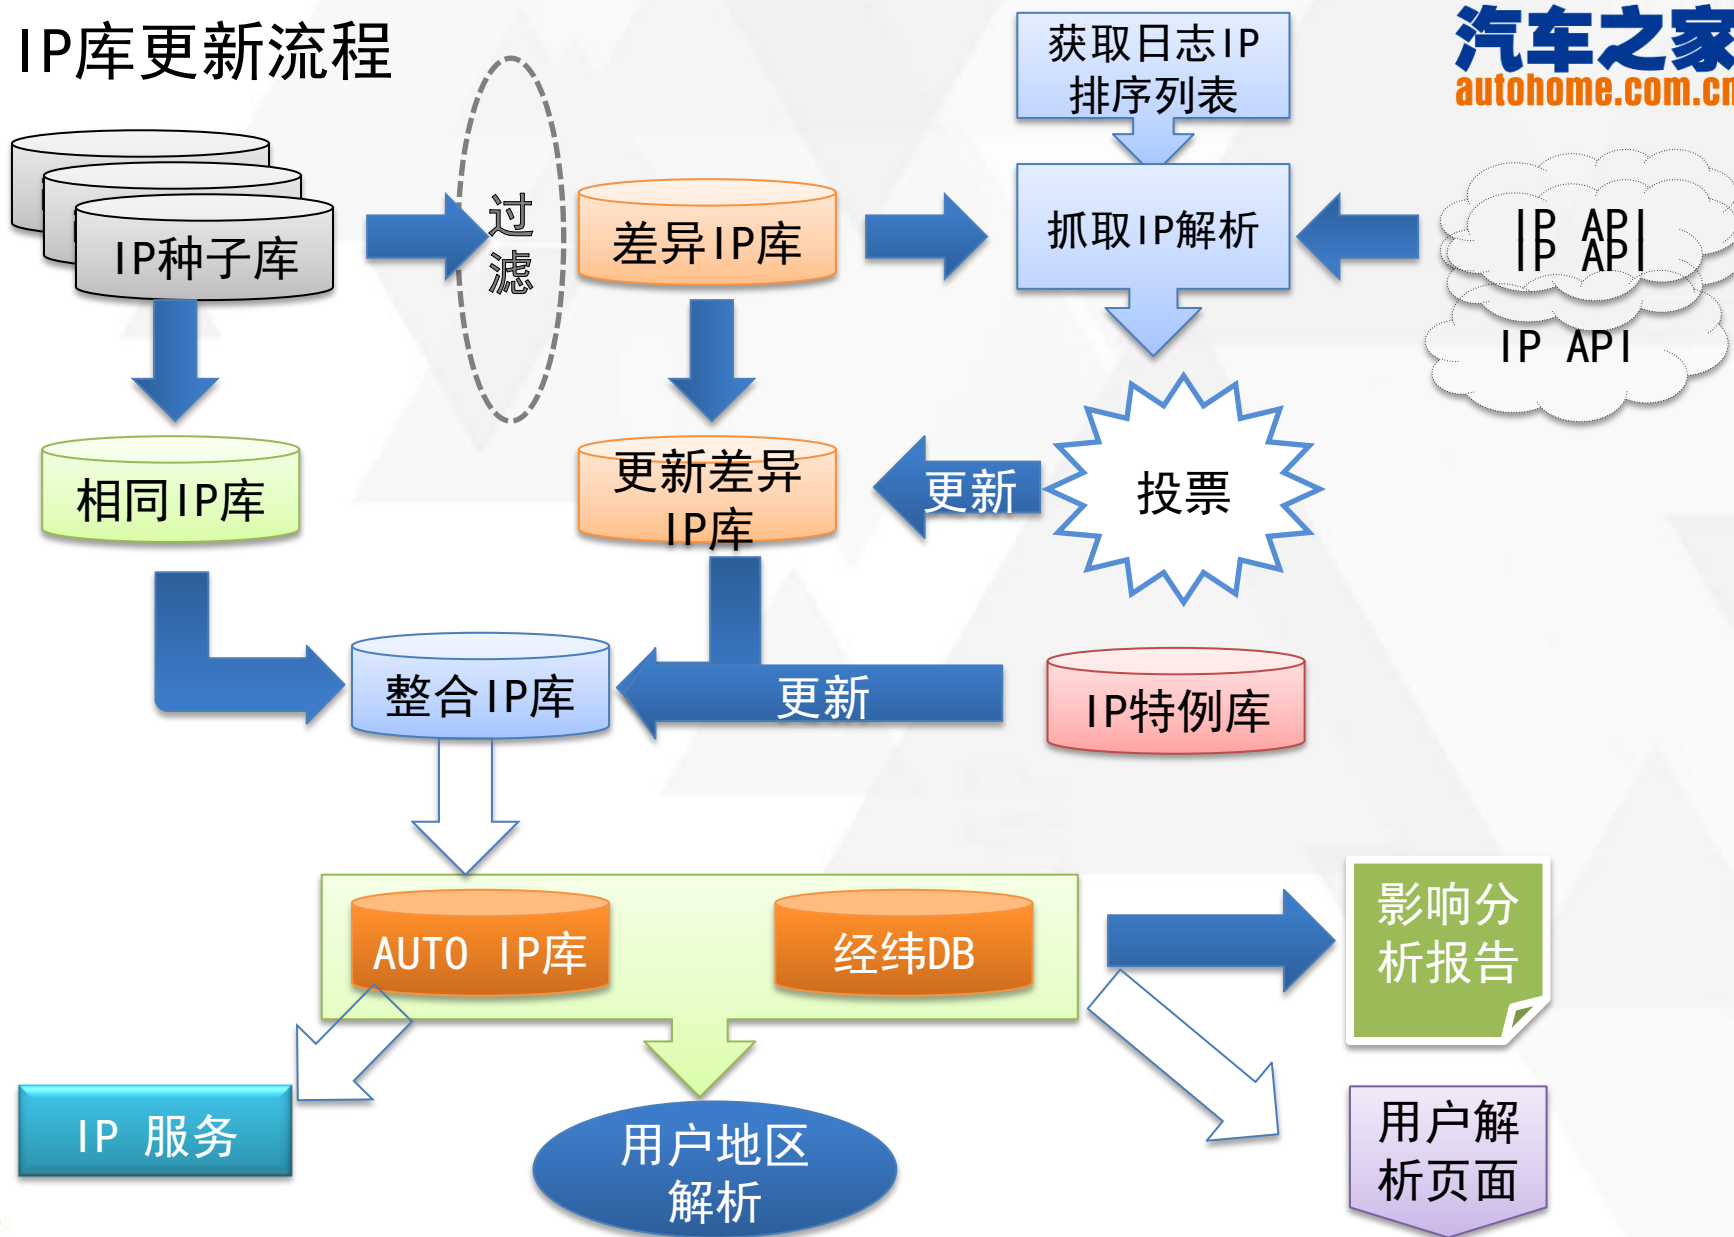 IP库更新流程
获取日志IP
排序列表
汽车之家
autohome.com.cn
IP种子库
过
滤
差异IP库
抓取IP解析
IP API
IP API
IP API
相同IP库
更新差异
IP库
更新
投票
整合IP库
更新
IP特例库
AUTO IP库
经纬DB
影响分
析报告
IP 服务
用户地区
解析
用户解
析页面